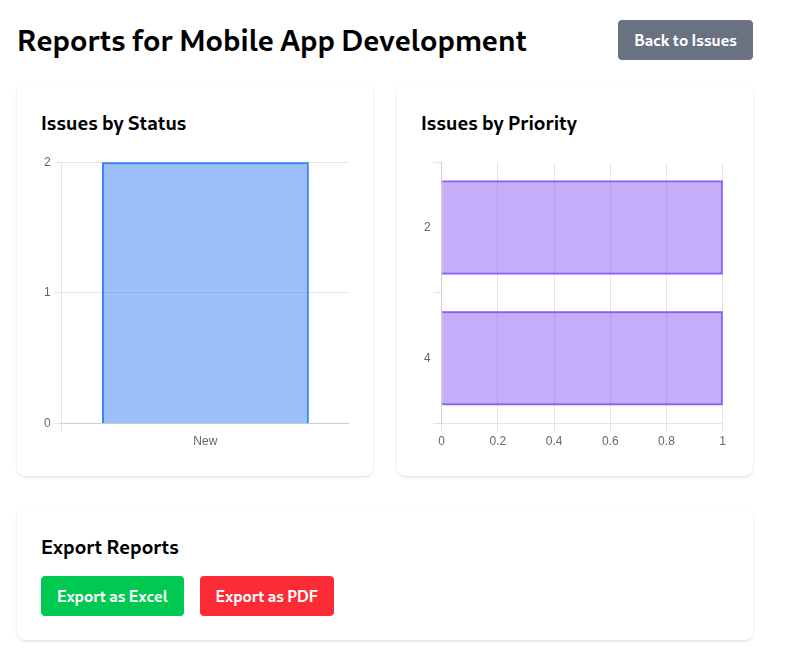 Reports for Mobile App Development
Back to Issues
Issues by Status
2
1
0
New
Issues by Priority
2
4
0 0.2 0.4 0.6 0.8 1
Export Reports
Export as Excel
Export as PDF